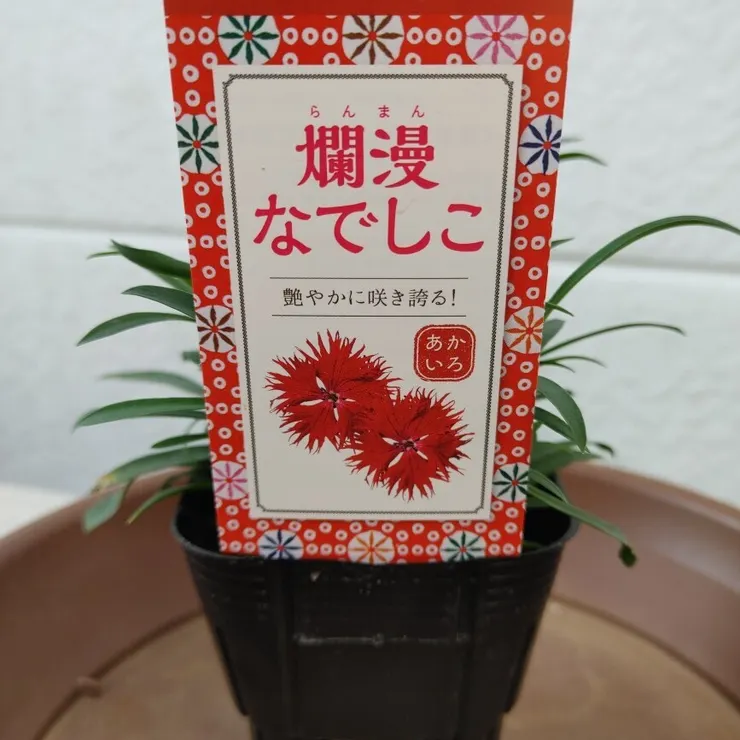 らんまん
爛漫
なでしこ
艶やかに咲き誇る!
あか
いろ